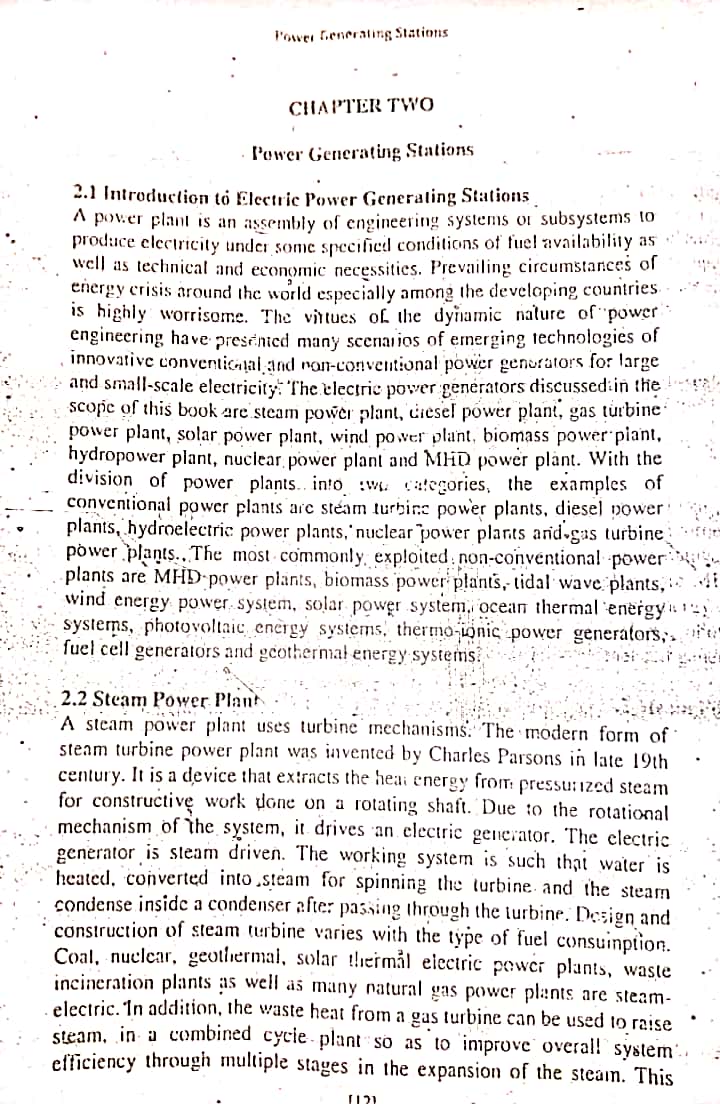 Power Generating Stations
CHAPTER TWO
Power Generating Stations
2.1 Introduction to Electric Power Generating Stations
A power plant is an assembly of engineering systems or subsystems to
produce electricity under some specified conditions of fuel availability as
well as technical and economic necessities. Prevailing circumstances of
energy crisis around the world especially among the developing countries
is highly worrisome. The virtues of the dynamic nature of power
engineering have presented many scenarios of emerging technologies of
innovative conventional and non-conventional power generators for large
and small-scale electricity. The electric power generators discussed in the
scope of this book are steam power plant, diesel power plant, gas turbine
power plant, solar power plant, wind power plant, biomass power plant,
hydropower plant, nuclear power plant and MHD power plant. With the
division of power plants into two categories, the examples of
conventional power plants are steam turbine power plants, diesel power
plants, hydroelectric power plants, nuclear power plants and gas turbine
power plants. The most commonly exploited non-conventional power
plants are MHD power plants, biomass power plants, tidal wave plants,
wind energy power system, solar power system, ocean thermal energy
systems, photovoltaic energy systems, thermo-ionic power generators,
fuel cell generators and geothermal energy systems.
2.2 Steam Power Plant
A steam power plant uses turbine mechanisms. The modern form of
steam turbine power plant was invented by Charles Parsons in late 19th
century. It is a device that extracts the heat energy from pressurized steam
for constructive work done on a rotating shaft. Due to the rotational
mechanism of the system, it drives an electric generator. The electric
generator is steam driven. The working system is such that water is
heated, converted into steam for spinning the turbine and the steam
condense inside a condenser after passing through the turbine. Design and
construction of steam turbine varies with the type of fuel consumption.
Coal, nuclear, geothermal, solar thermal electric power plants, waste
incineration plants as well as many natural gas power plants are steam-
electric. In addition, the waste heat from a gas turbine can be used to raise
steam, in a combined cycle plant so as to improve overall system
efficiency through multiple stages in the expansion of the steam. This
[12]